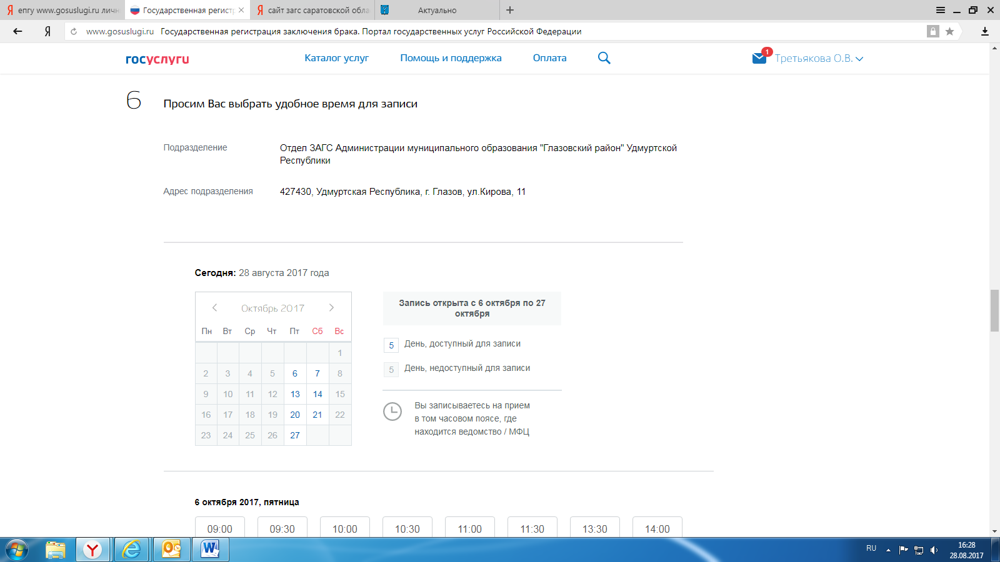 епгу www.gosuslugi.ru личн
Государственная регистр
сайт загс саратовской обла
Актуально
www.gosuslugi.ru Государственная регистрация заключения брака. Портал государственных услуг Российской Федерации
госуслуги
Каталог услуг
Помощь и поддержка
Оплата
1
Третьякова О.В.
6
Просим Вас выбрать удобное время для записи
Подразделение
Отдел ЗАГС Администрации муниципального образования "Глазовский район" Удмуртской
Республики
Адрес подразделения
427430, Удмуртская Республика, г. Глазов, ул.Кирова, 11
Сегодня: 28 августа 2017 года
Октябрь 2017
Пн Вт Ср Чт Пт Сб Вс
1
2 3 4 5 6 7 8
9 10 11 12 13 14 15
16 17 18 19 20 21 22
23 24 25 26 27
Запись открыта с 6 октября по 27
октября
5 День, доступный для записи
5 День, недоступный для записи
Вы записываетесь на прием
в том часовом поясе, где
находится ведомство / МФЦ
6 октября 2017, пятница
09:00 09:30 10:00 10:30 11:00 11:30 13:30 14:00
RU
16:28
28.08.2017